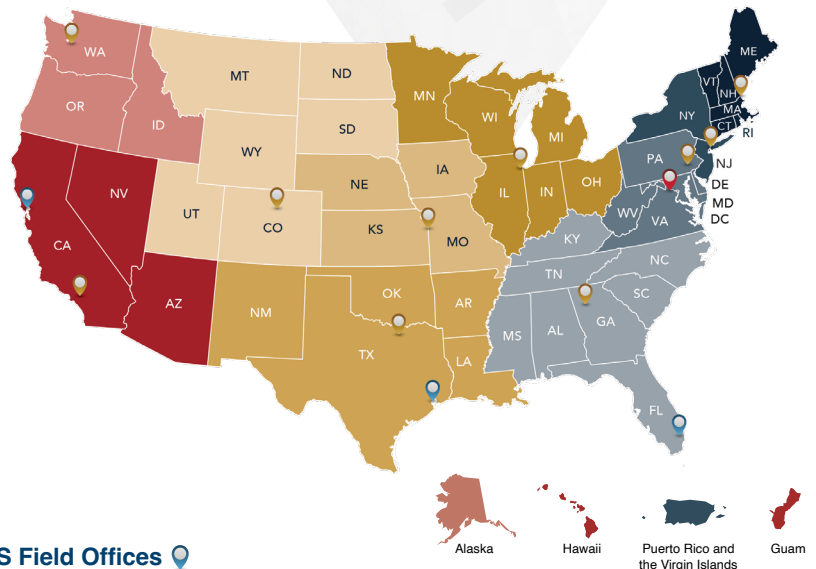 ME
WA
VT
MT
ND
NH
MN
MA
OR
NY
WI
CT
RI
ID
SD
MI
WY
PA
NJ
IA
NE
DE
NV
OH
IL
IN
MD
UT
WV
VA
DC
CO
KS
KY
CA
MO
NC
TN
OK
AZ
SC
AR
NM
GA
MS
AL
TX
LA
FL
Alaska
Hawaii
Puerto Rico and
the Virgin Islands
Guam
S Field Offices